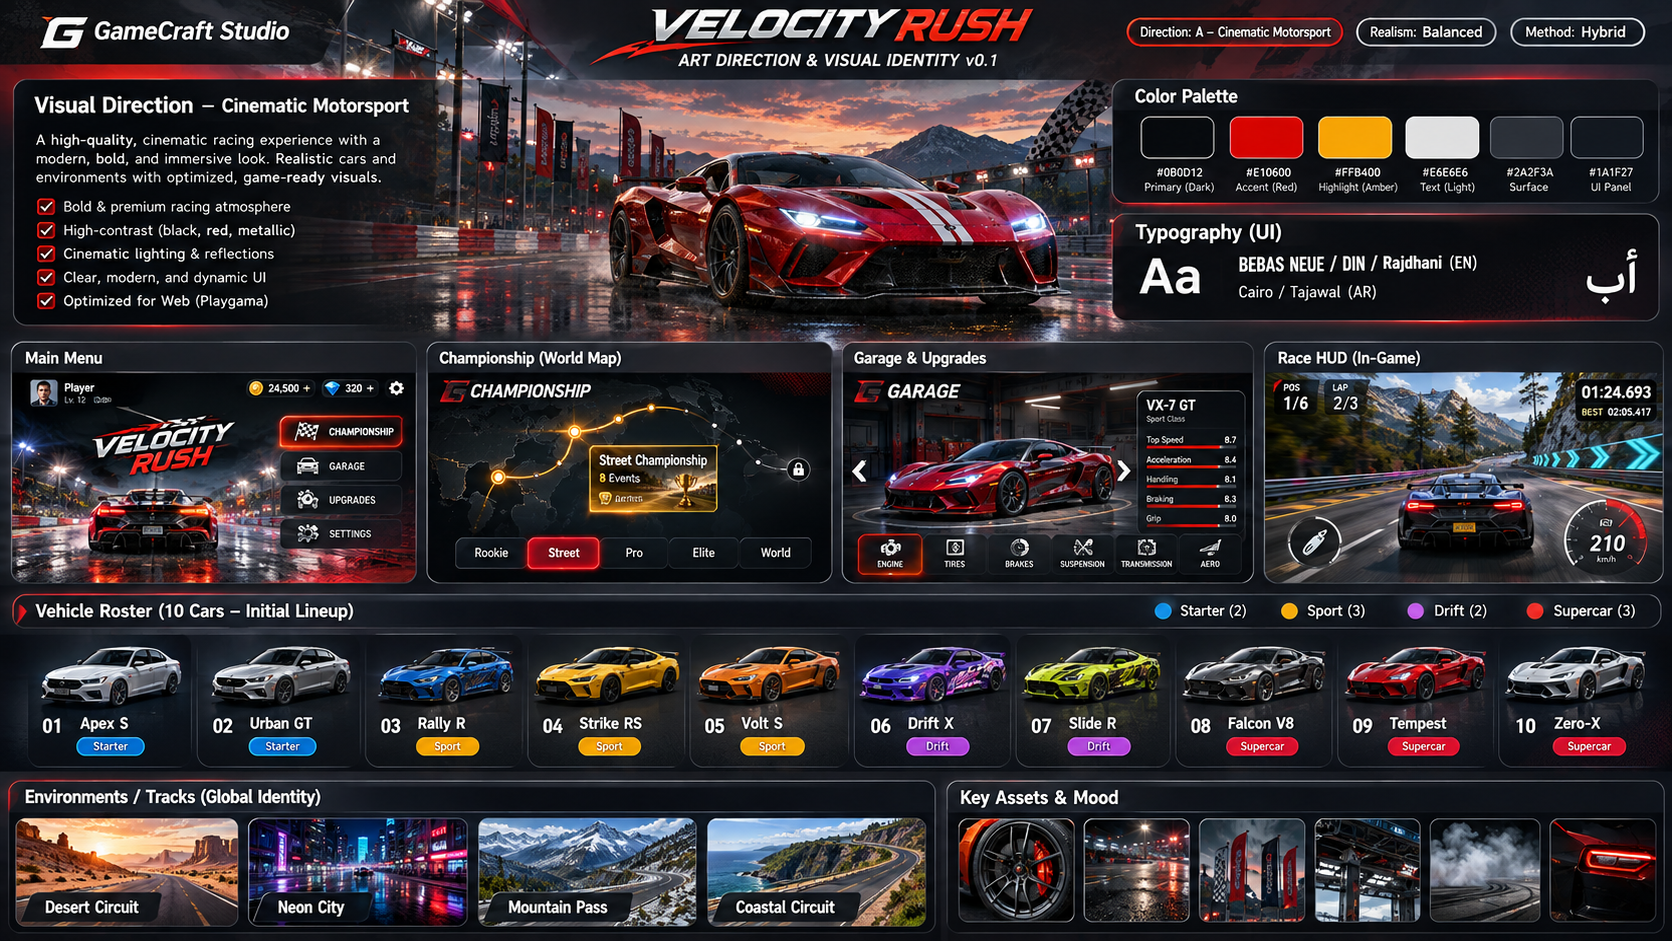 GameCraft Studio
VELOCITY RUSH
ART DIRECTION & VISUAL IDENTITY v0.1
Direction: A – Cinematic Motorsport
Realism: Balanced
Method: Hybrid
Visual Direction – Cinematic Motorsport
A high-quality, cinematic racing experience with a
modern, bold, and immersive look. Realistic cars and
environments with optimized, game-ready visuals.
Bold & premium racing atmosphere
High-contrast (black, red, metallic)
Cinematic lighting & reflections
Clear, modern, and dynamic UI
Optimized for Web (Playgama)
Color Palette
#0B0D12
Primary (Dark)
#E10600
Accent (Red)
#FFB400
Highlight (Amber)
#E6E6E6
Text (Light)
#2A2F3A
Surface
#1A1F27
UI Panel
Typography (UI)
Aa
BEBAS NEUE / DIN / Rajdhani (EN)
Cairo / Tajawal (AR)
أب
Main Menu
Player
Lv. 12
24,500 +
320 +
VELOCITY
RUSH
CHAMPIONSHIP
GARAGE
UPGRADES
SETTINGS
Championship (World Map)
CHAMPIONSHIP
Street Championship
8 Events
Rookie
Street
Pro
Elite
World
Garage & Upgrades
GARAGE
VX-7 GT
Sport Class
Top Speed 8.7
Acceleration 8.4
Handling 8.1
Braking 8.3
Grip 8.0
ENGINE
TIRES
BRAKES
SUSPENSION
TRANSMISSION
AERO
Race HUD (In-Game)
POS
1/6
LAP
2/3
01:24.693
BEST 02:05.417
210
km/h
Vehicle Roster (10 Cars – Initial Lineup)
Starter (2)
Sport (3)
Drift (2)
Supercar (3)
01 Apex S
Starter
02 Urban GT
Starter
03 Rally R
Sport
04 Strike RS
Sport
05 Volt S
Sport
06 Drift X
Drift
07 Slide R
Drift
08 Falcon V8
Supercar
09 Tempest
Supercar
10 Zero-X
Supercar
Environments / Tracks (Global Identity)
Desert Circuit
Neon City
Mountain Pass
Coastal Circuit
Key Assets & Mood